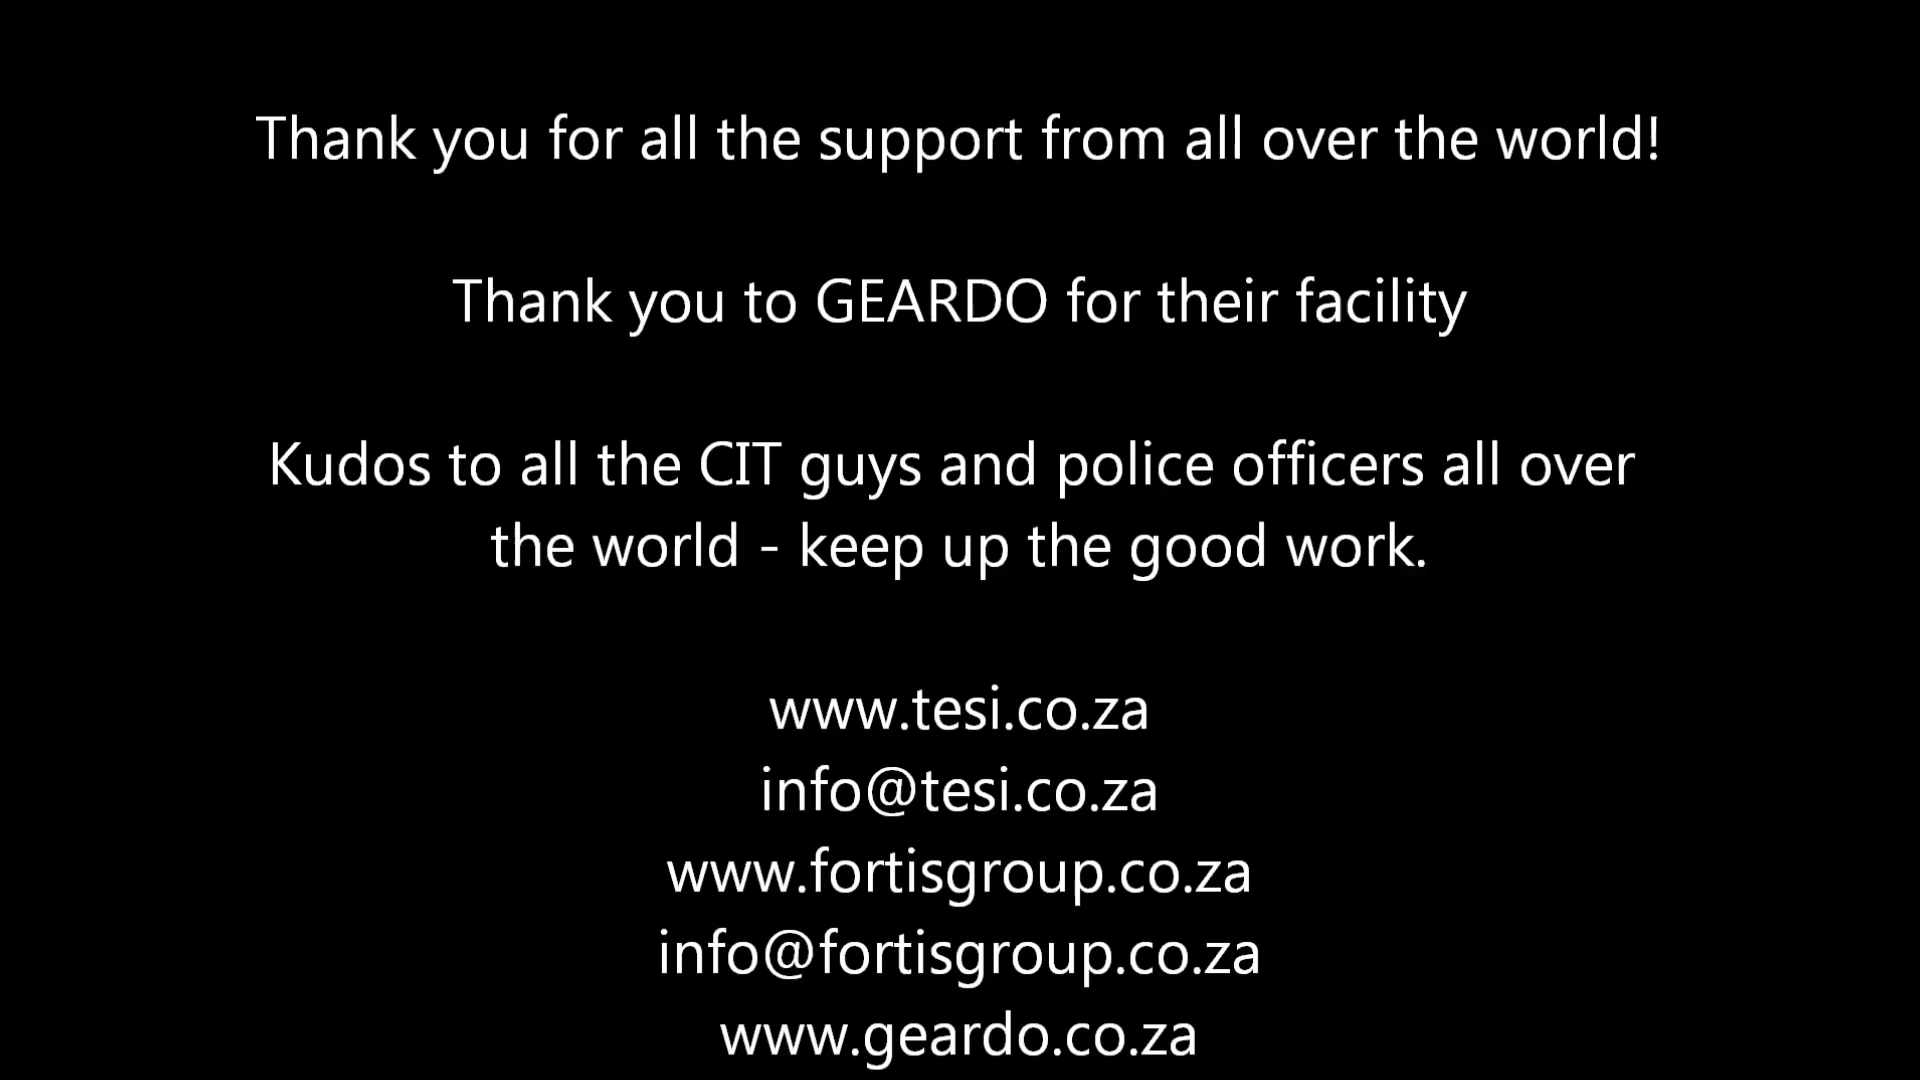 Thank you for all the support from all over the world!
Thank you to GEARDO for their facility
Kudos to all the CIT guys and police officers all over
the world - keep up the good work.
www.tesi.co.za
info@tesi.co.za
www.fortisgroup.co.za
info@fortisgroup.co.za
www.geardo.co.za